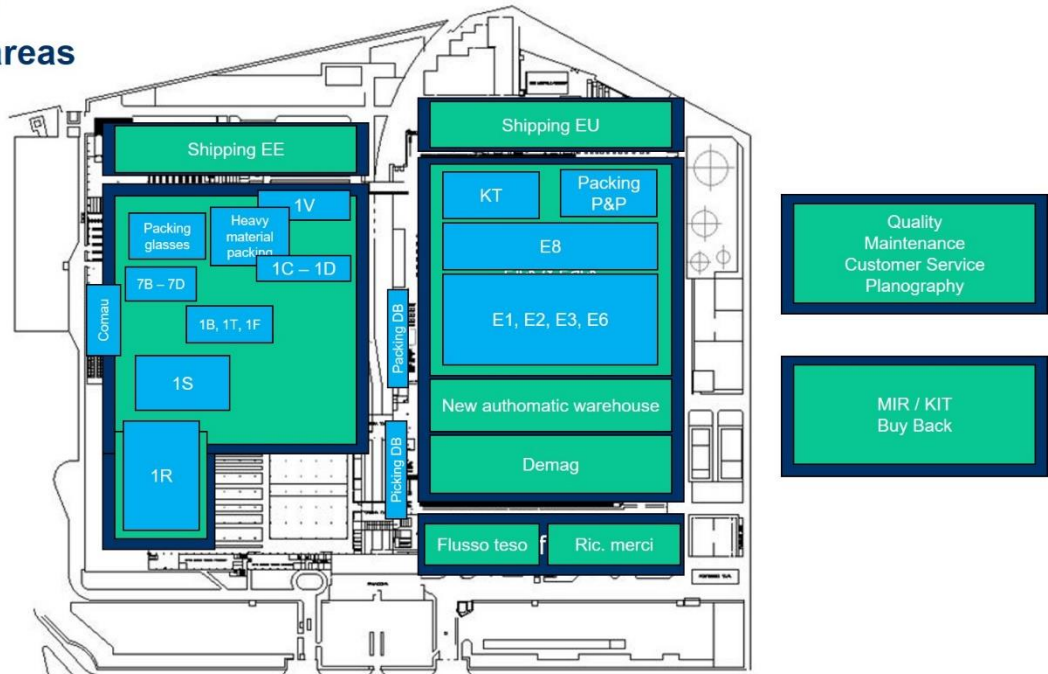 areas
Shipping EE
Shipping EU
1V
Packing
glasses
Heavy
material
packing
1C – 1D
7B – 7D
Comau
1B, 1T, 1F
1S
1R
Packing DB
Picking DB
KT
Packing
P&P
E8
E1, E2, E3, E6
New authomatic warehouse
Demag
Flusso teso
f
Ric. merci
Quality
Maintenance
Customer Service
Planography
MIR / KIT
Buy Back